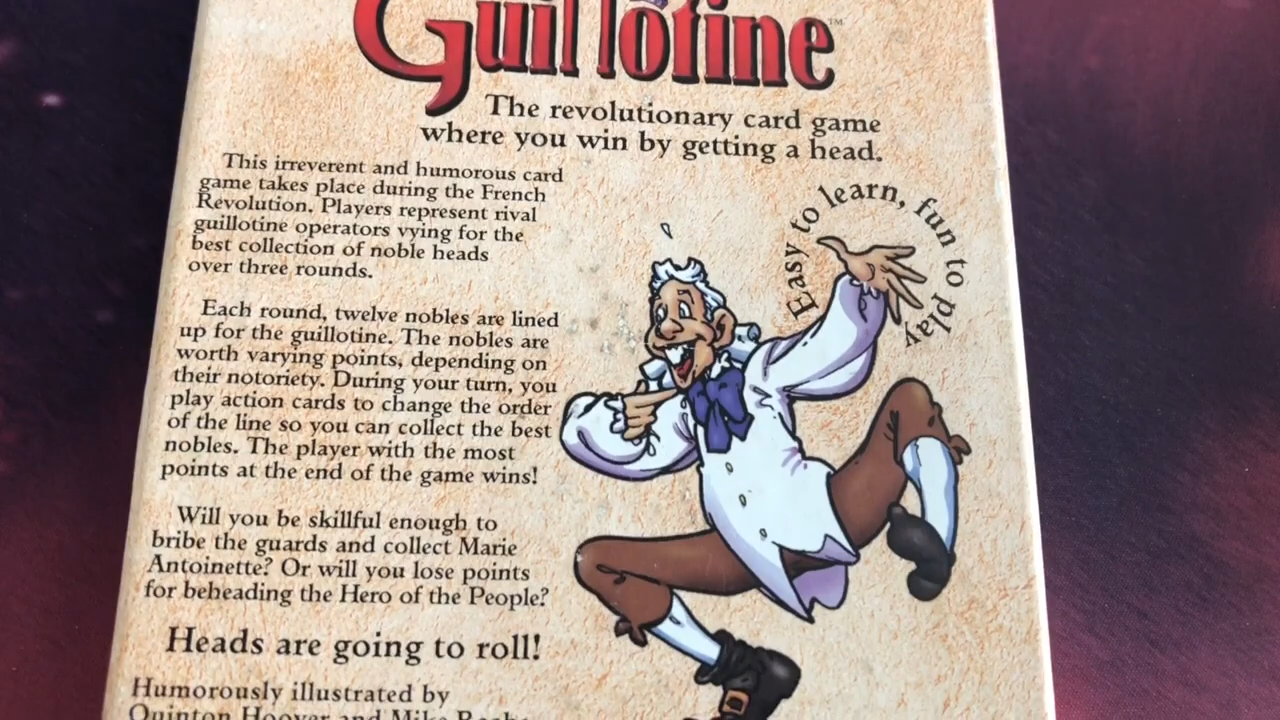 Guillotine™
The revolutionary card game
where you win by getting a head.
This irreverent and humorous card
game takes place during the French
Revolution. Players represent rival
guillotine operators vying for the
best collection of noble heads
over three rounds.
Easy to learn, fun to play
Each round, twelve nobles are lined
up for the guillotine. The nobles are
worth varying points, depending on
their notoriety. During your turn, you
play action cards to change the order
of the line so you can collect the best
nobles. The player with the most
points at the end of the game wins!
Will you be skillful enough to
bribe the guards and collect Marie
Antoinette? Or will you lose points
for beheading the Hero of the People?
Heads are going to roll!
Humorously illustrated by
Quinton Hoover and Mike